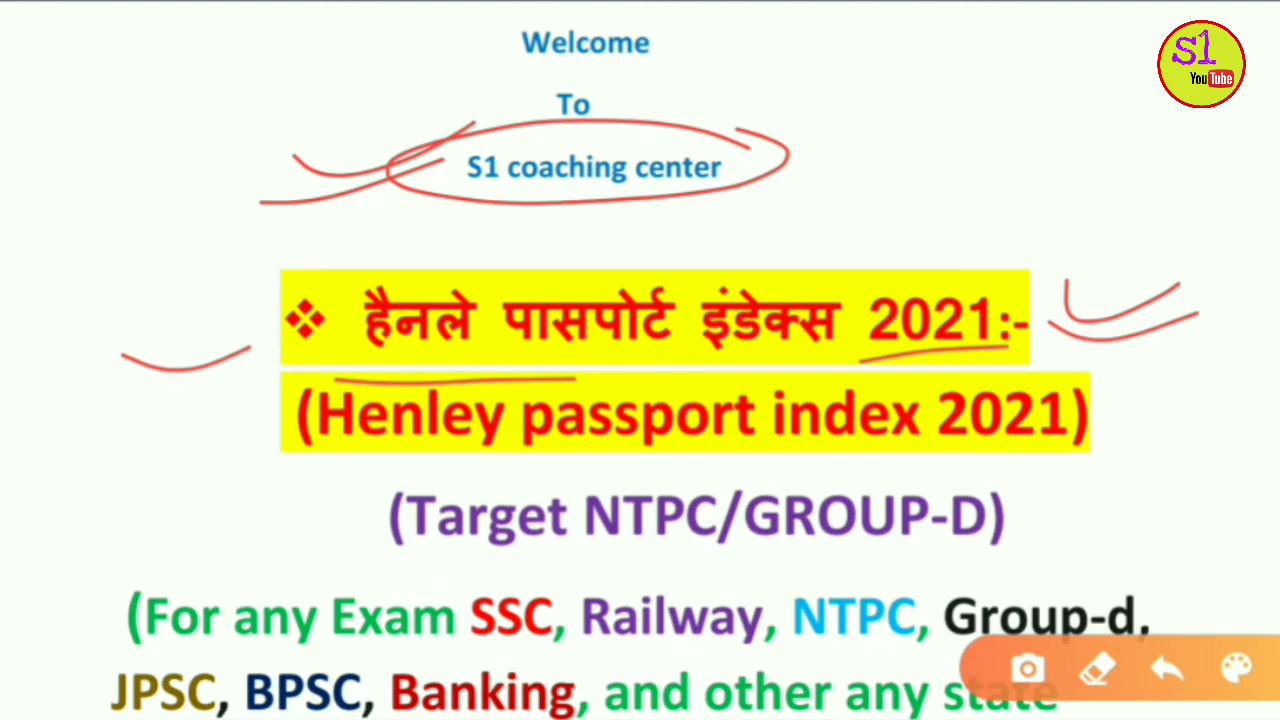 Welcome
To
S1 coaching center
S1
YouTube
❖ हैनले पासपोर्ट इंडेक्स 2021:-
(Henley passport index 2021)
(Target NTPC/GROUP-D)
(For any Exam SSC, Railway, NTPC, Group-d,
JPSC, BPSC, Banking, and other any state